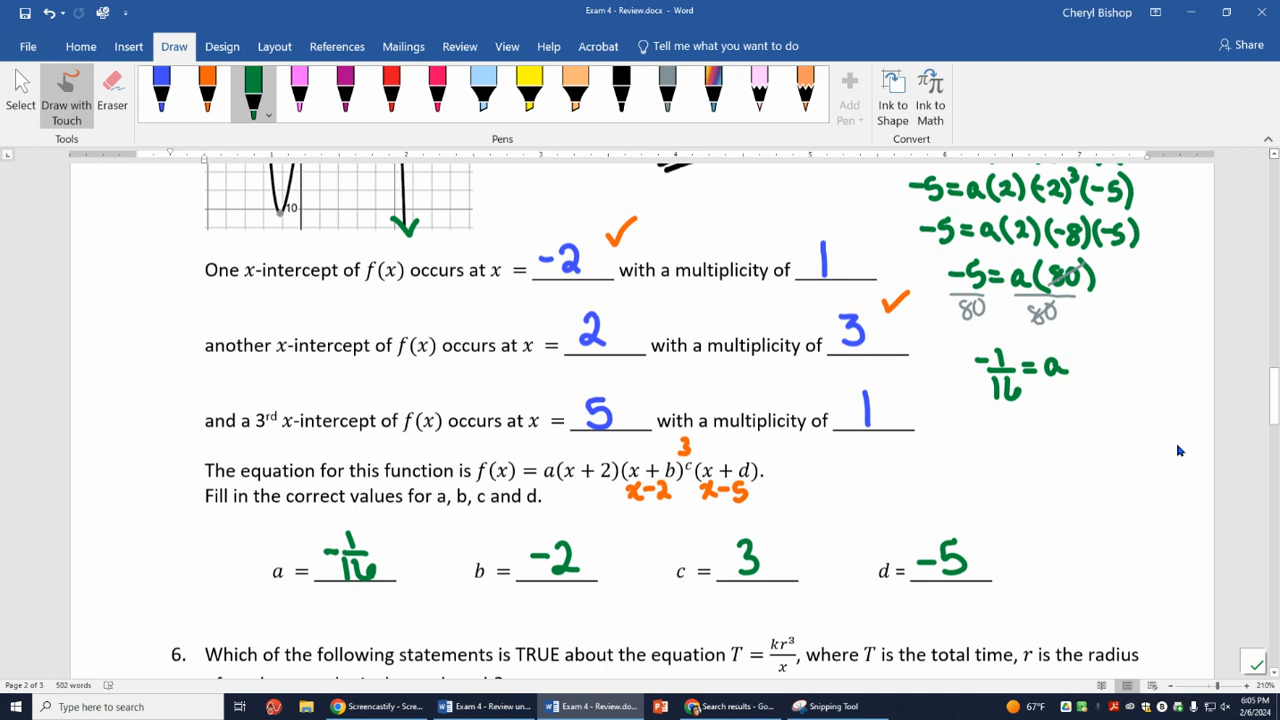 Exam 4 - Review.docx - Word
Cheryl Bishop
File Home Insert Draw Design Layout References Mailings Review View Help Acrobat Tell me what you want to do Share
Select Draw with Touch Eraser Add Pen Ink to Shape Ink to Math
Tools Pens Convert
1 2 3 4 5 6 7
10
-5=a(2)(-2)³(-5)
-5=a(2)(-8)(-5)
-5=a(80)
80 80
-1/16=a
One x-intercept of f(x) occurs at x = -2 with a multiplicity of 1
another x-intercept of f(x) occurs at x = 2 with a multiplicity of 3
and a 3rd x-intercept of f(x) occurs at x = 5 with a multiplicity of 1
3
The equation for this function is f(x) = a(x + 2)(x + b)ᶜ(x + d).
x-2 x-5
Fill in the correct values for a, b, c and d.
a = -1/16 b = -2 c = 3 d = -5
6. Which of the following statements is TRUE about the equation T = kr³/x, where T is the total time, r is the radius
Page 2 of 3 502 words 210%
Type here to search Screencastify - Scre... Exam 4 - Review un... Exam 4 - Review.do... Search results - Go... Snipping Tool 67°F 6:05 PM
2/6/2024